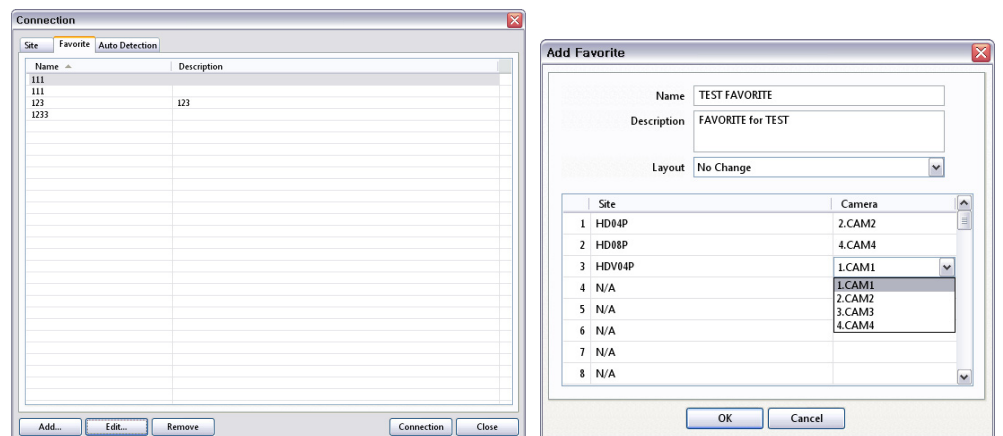 Connection
Site Favorite Auto Detection
Name Description
111
111
123 123
1233
Add... Edit... Remove Connection Close
Add Favorite
Name TEST FAVORITE
Description FAVORITE for TEST
Layout No Change
Site Camera
1 HD04P 2.CAM2
2 HD08P 4.CAM4
3 HDV04P 1.CAM1
4 N/A 1.CAM1
2.CAM2
5 N/A 3.CAM3
4.CAM4
6 N/A
7 N/A
8 N/A
OK Cancel